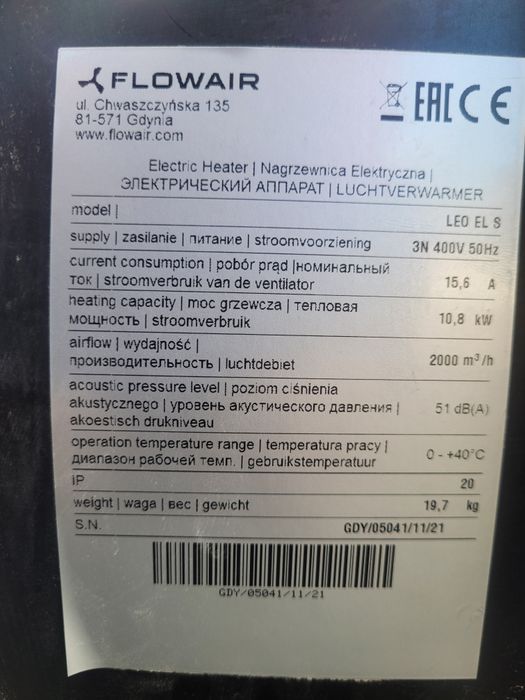 FLOWAIR
ul. Chwaszczyńska 135
81-571 Gdynia
www.flowair.com
EAC CE
Electric Heater | Nagrzewnica Elektryczna |
ЭЛЕКТРИЧЕСКИЙ АППАРАТ | LUCHTVERWARMER
model | LEO EL S
supply | zasilanie | питание | stroomvoorziening 3N 400V 50Hz
current consumption | pobór prąd |номинальный
ток | stroomverbruik van de ventilator 15,6 A
heating capacity | moc grzewcza | тепловая
мощность | stroomverbruik 10,8 kW
airflow | wydajność |
производительность | luchtdebiet 2000 m³/h
acoustic pressure level | poziom ciśnienia
akustycznego | уровень акустического давления | 51 dB(A)
akoestisch drukniveau
operation temperature range | temperatura pracy |
диапазон рабочей темп. | gebruikstemperatuur 0 - +40°C
IP 20
weight | waga | вес | gewicht 19,7 kg
S.N. GDY/05041/11/21
GDY/05041/11/21